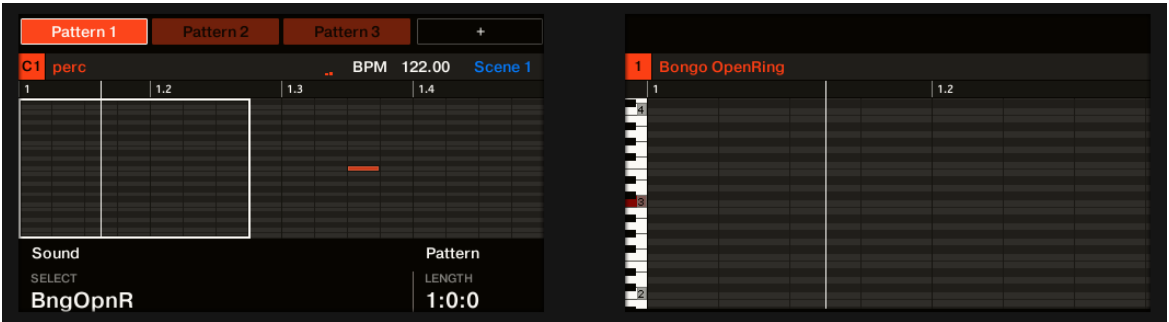 Pattern 1 Pattern 2 Pattern 3 +
C1 perc BPM 122.00 Scene 1
1 1.2 1.3 1.4
Sound Pattern
SELECT LENGTH
BngOpnR 1:0:0
1 Bongo OpenRing
1 1.2
4
3
2